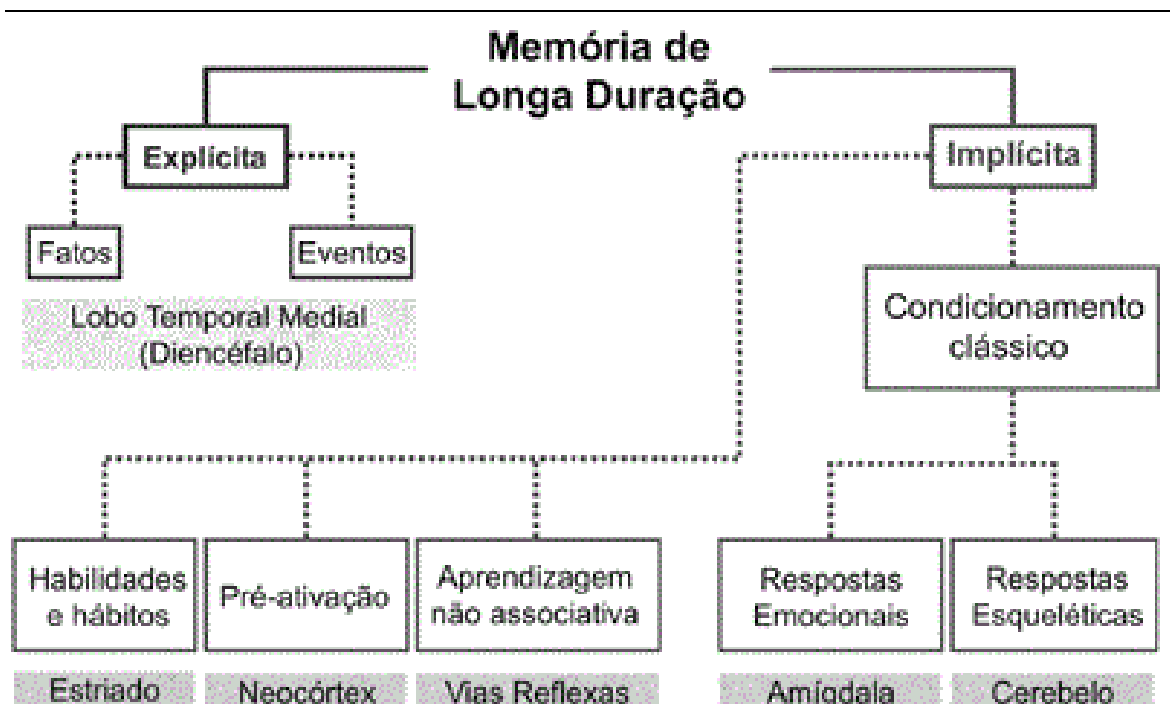 Memória de
Longa Duração
Explícita
Implícita
Fatos
Eventos
Lobo Temporal Medial
(Diencéfalo)
Condicionamento
clássico
Habilidades
e hábitos
Pré-ativação
Aprendizagem
não associativa
Respostas
Emocionais
Respostas
Esqueléticas
Estriado
Neocórtex
Vias Reflexas
Amígdala
Cerebelo